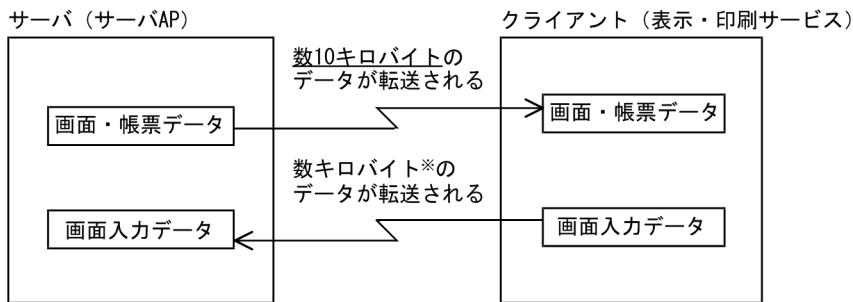 サーバ（サーバAP）
クライアント（表示・印刷サービス）
数10キロバイトの
データが転送される
画面・帳票データ
画面・帳票データ
数キロバイト※の
データが転送される
画面入力データ
画面入力データ